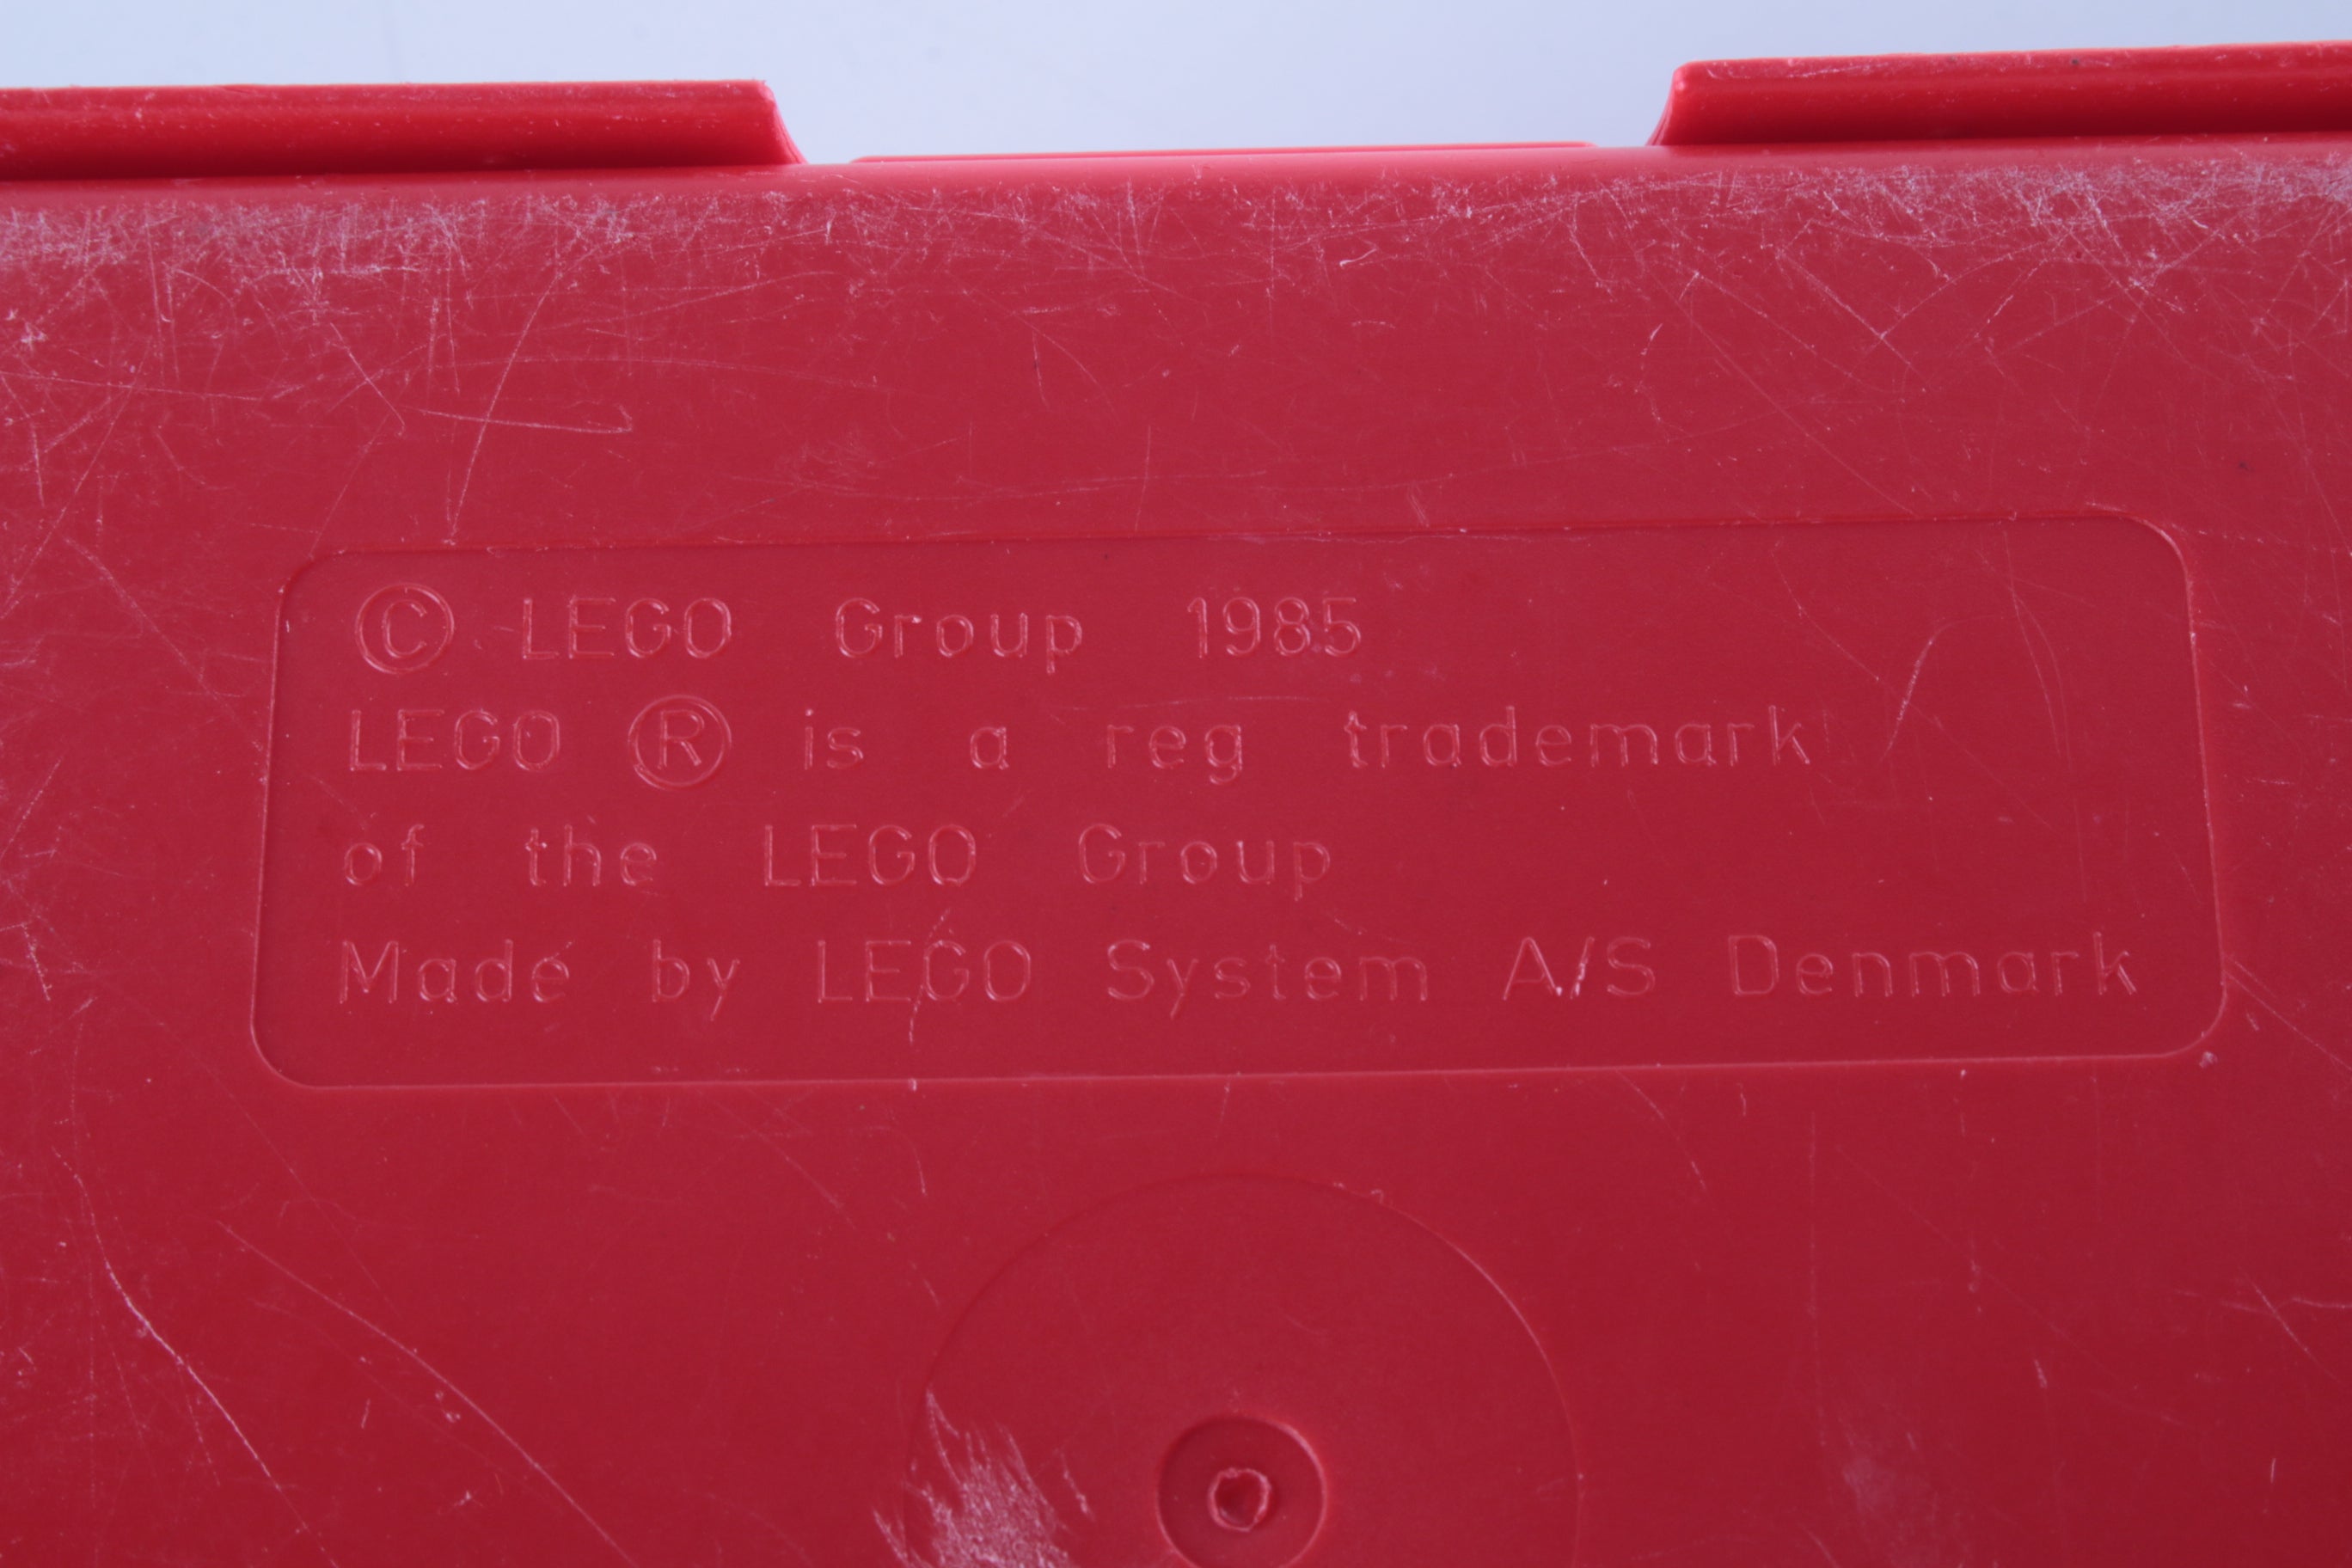 © LEGO Group 1985
LEGO ® is a reg trademark
of the LEGO Group
Made by LEGO System A/S Denmark